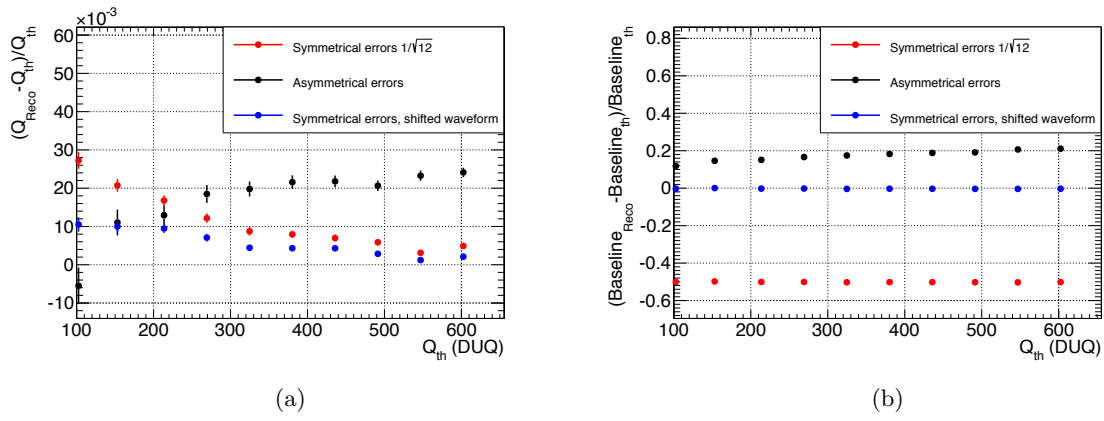 ×10⁻³
(Q_Reco -Q_th)/Q_th
60
50
40
30
20
10
0
-10
Symmetrical errors 1/√12
Asymmetrical errors
Symmetrical errors, shifted waveform
100 200 300 400 500 600
Q_th (DUQ)
(a)
(Baseline_Reco-Baseline_th)/Baseline_th
0.8
0.6
0.4
0.2
0
-0.2
-0.4
-0.6
Symmetrical errors 1/√12
Asymmetrical errors
Symmetrical errors, shifted waveform
100 200 300 400 500 600
Q_th (DUQ)
(b)